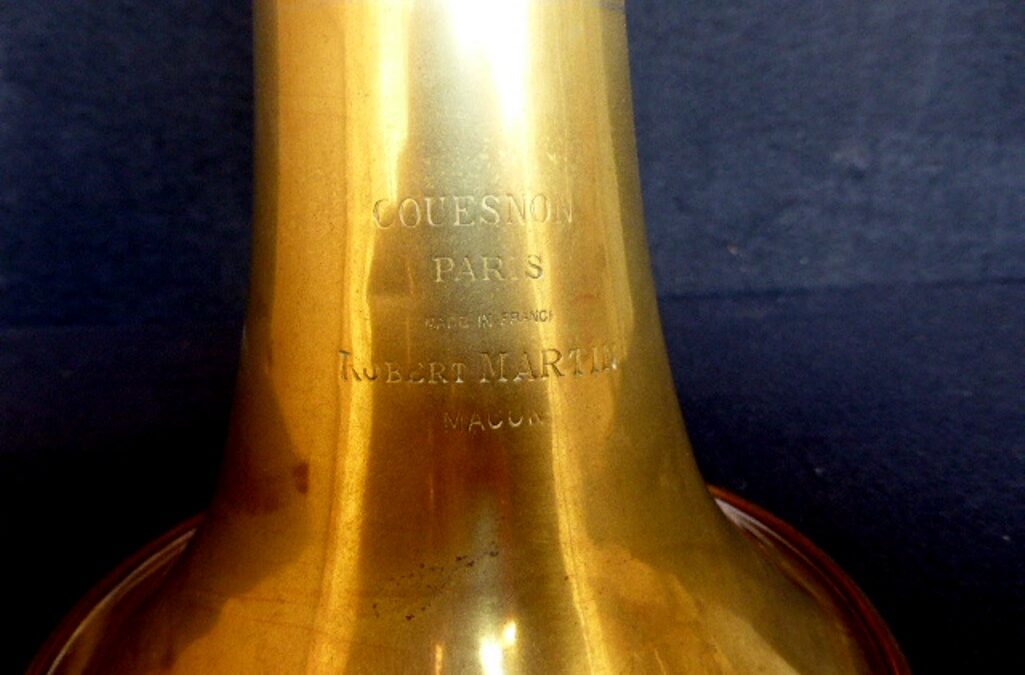 COUESNON
PARIS
MADE IN FRANCE
ROBERT MARTIN
MACON